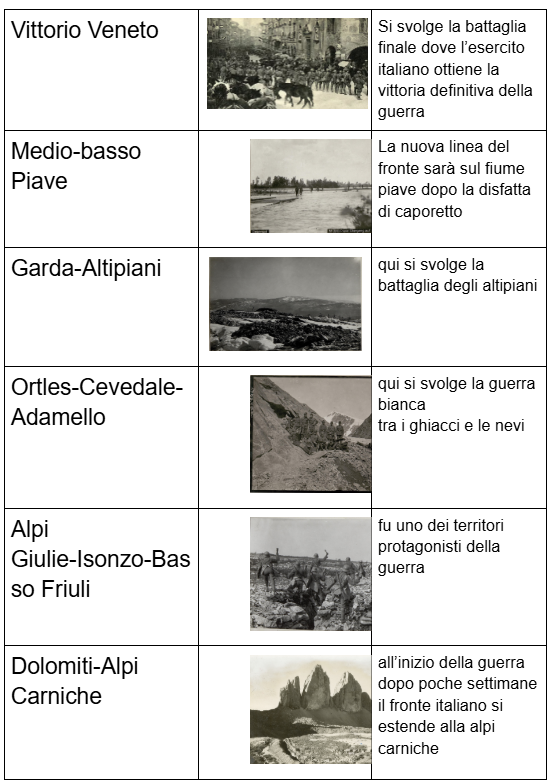 Vittorio Veneto
Si svolge la battaglia
finale dove l'esercito
italiano ottiene la
vittoria definitiva della
guerra
Medio-basso
Piave
La nuova linea del
fronte sarà sul fiume
piave dopo la disfatta
di caporetto
Garda-Altipiani
qui si svolge la
battaglia degli altipiani
Ortles-Cevedale-
Adamello
qui si svolge la guerra
bianca
tra i ghiacci e le nevi
Alpi
Giulie-Isonzo-Bas
so Friuli
fu uno dei territori
protagonisti della
guerra
Dolomiti-Alpi
Carniche
all'inizio della guerra
dopo poche settimane
il fronte italiano si
estende alla alpi
carniche